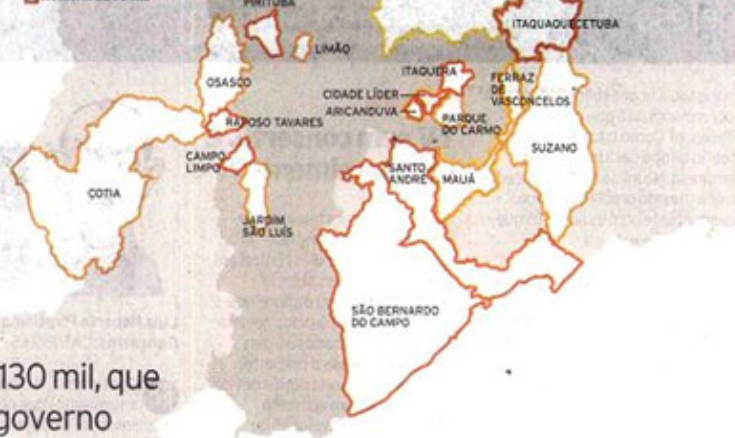 PIRITUBA
ITAQUAQUECETUBA
LIMÃO
ITAQUERA
OSASCO
FERRAZ
DE
VASCONCELOS
CIDADE LÍDER
ARICANDUVA
RAPOSO TAVARES
PARQUE
DO CARMO
SUZANO
CAMPO
LIMPO
SANTO
ANDRÉ
MAUÁ
COTIA
JARDIM
SÃO LUÍS
SÃO BERNARDO
DO CAMPO
130 mil, que
governo